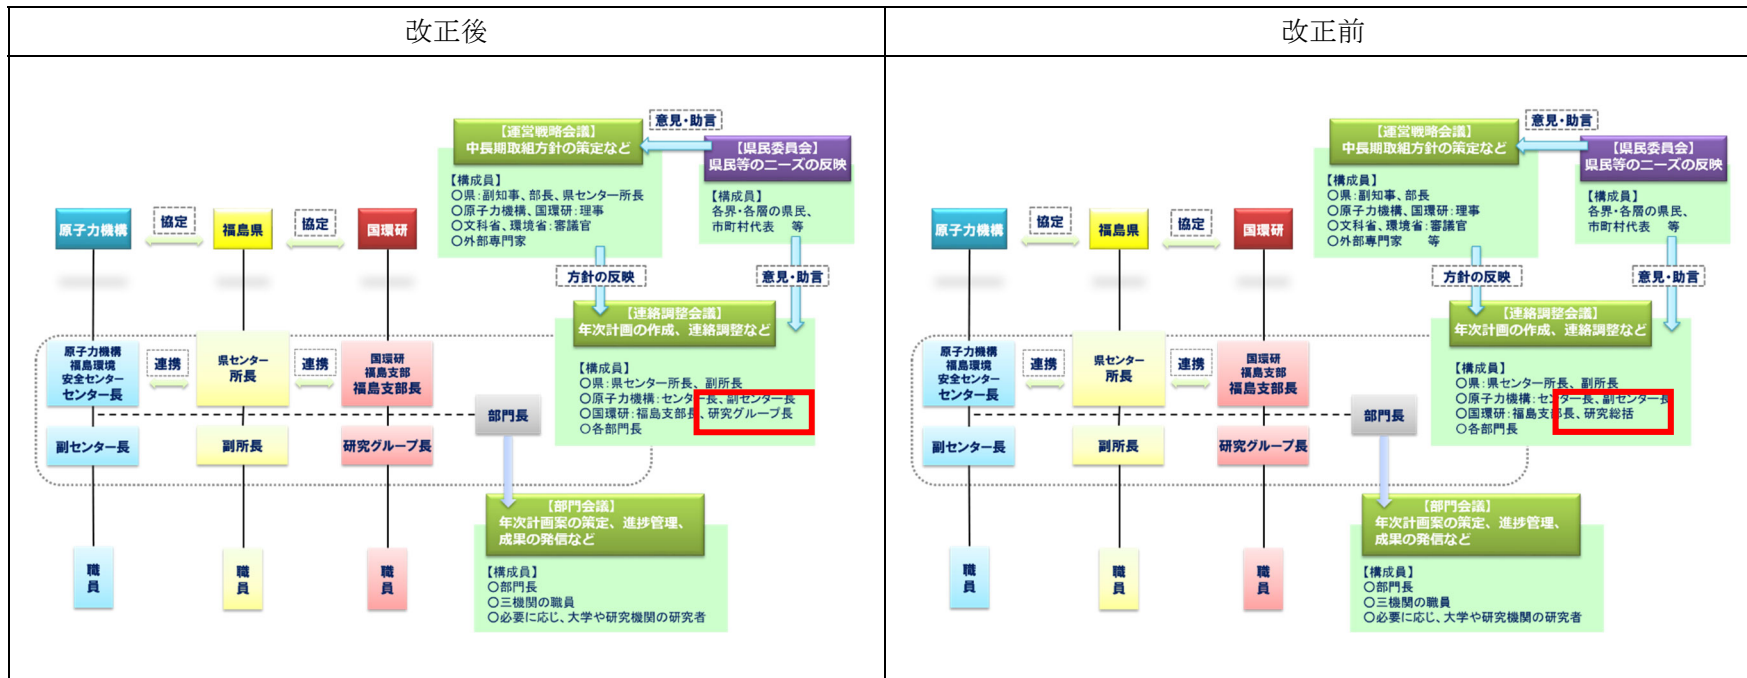 改正後
意見・助言
【運営戦略会議】
中長期取組方針の策定など
【県民委員会】
県民等のニーズの反映
【構成員】
○県：副知事、部長、県センター所長
○原子力機構、国環研：理事
○文科省、環境省：審議官
○外部専門家
【構成員】
各界・各層の県民、
市町村代表　等
原子力機構
協定
福島県
協定
国環研
方針の反映
意見・助言
【連絡調整会議】
年次計画の作成、連絡調整など
【構成員】
○県：県センター所長、副所長
○原子力機構：センター長、副センター長
○国環研：福島支部長、研究グループ長
○各部門長
原子力機構
福島環境
安全センター
センター長
連携
県センター
所長
連携
国環研
福島支部
福島支部長
部門長
副センター長
副所長
研究グループ長
【部門会議】
年次計画案の策定、進捗管理、
成果の発信など
【構成員】
○部門長
○三機関の職員
○必要に応じ、大学や研究機関の研究者
職
員
職
員
職
員
改正前
意見・助言
【運営戦略会議】
中長期取組方針の策定など
【県民委員会】
県民等のニーズの反映
【構成員】
○県：副知事、部長
○原子力機構、国環研：理事
○文科省、環境省：審議官
○外部専門家　等
【構成員】
各界・各層の県民、
市町村代表　等
原子力機構
協定
福島県
協定
国環研
方針の反映
意見・助言
【連絡調整会議】
年次計画の作成、連絡調整など
【構成員】
○県：県センター所長、副所長
○原子力機構：センター長、副センター長
○国環研：福島支部長、研究総括
○各部門長
原子力機構
福島環境
安全センター
センター長
連携
県センター
所長
連携
国環研
福島支部
福島支部長
部門長
副センター長
副所長
研究グループ長
【部門会議】
年次計画案の策定、進捗管理、
成果の発信など
【構成員】
○部門長
○三機関の職員
○必要に応じ、大学や研究機関の研究者
職
員
職
員
職
員